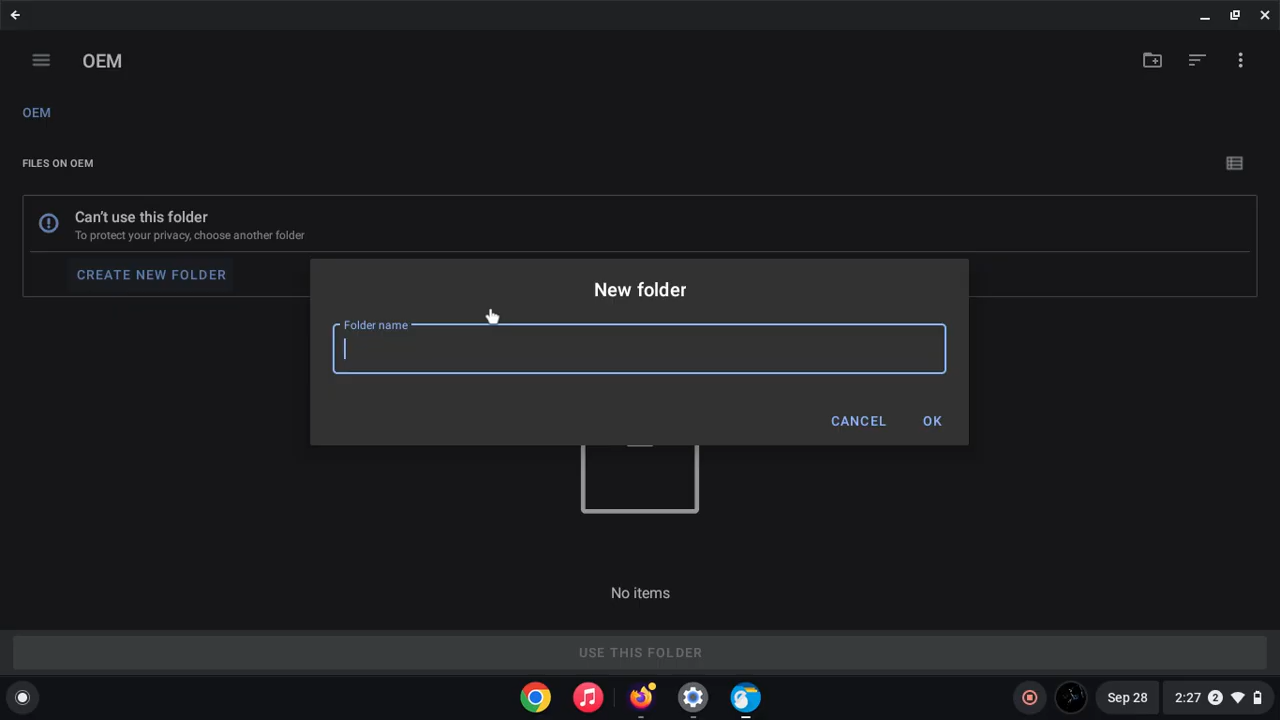 OEM
OEM
FILES ON OEM
Can't use this folder
To protect your privacy, choose another folder
CREATE NEW FOLDER
New folder
Folder name
CANCEL
OK
No items
USE THIS FOLDER
Sep 28
2:27
2